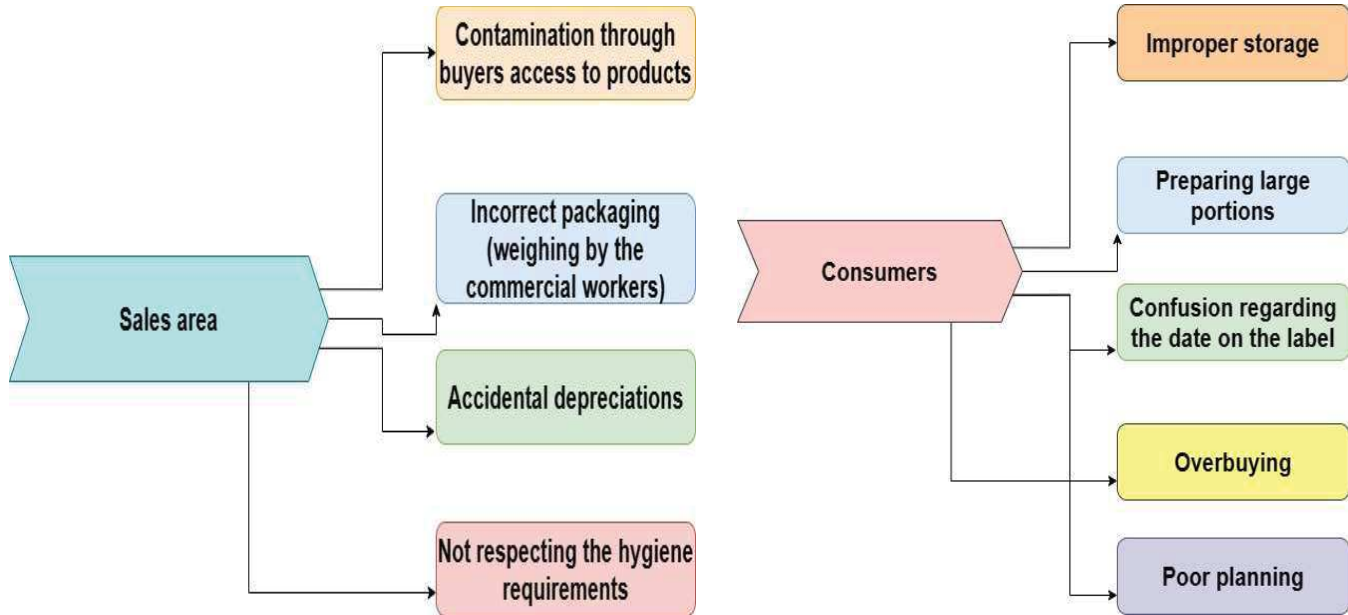 Sales area
Contamination through
buyers access to products
Incorrect packaging
(weighing by the
commercial workers)
Accidental depreciations
Not respecting the hygiene
requirements
Consumers
Improper storage
Preparing large
portions
Confusion regarding
the date on the label
Overbuying
Poor planning